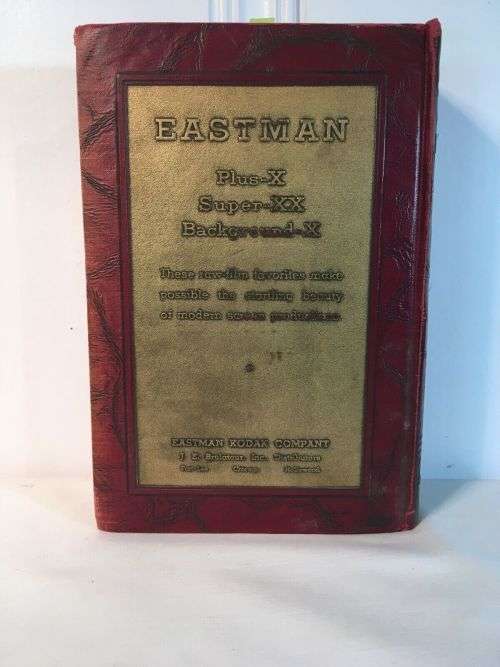 EASTMAN
Plus-X
Super-XX
Background-X
These raw-film favorites make
possible the startling beauty
of modern screen productions.
EASTMAN KODAK COMPANY
J. E. Brulatour, Inc., Distributors
Fort Lee Chicago Hollywood